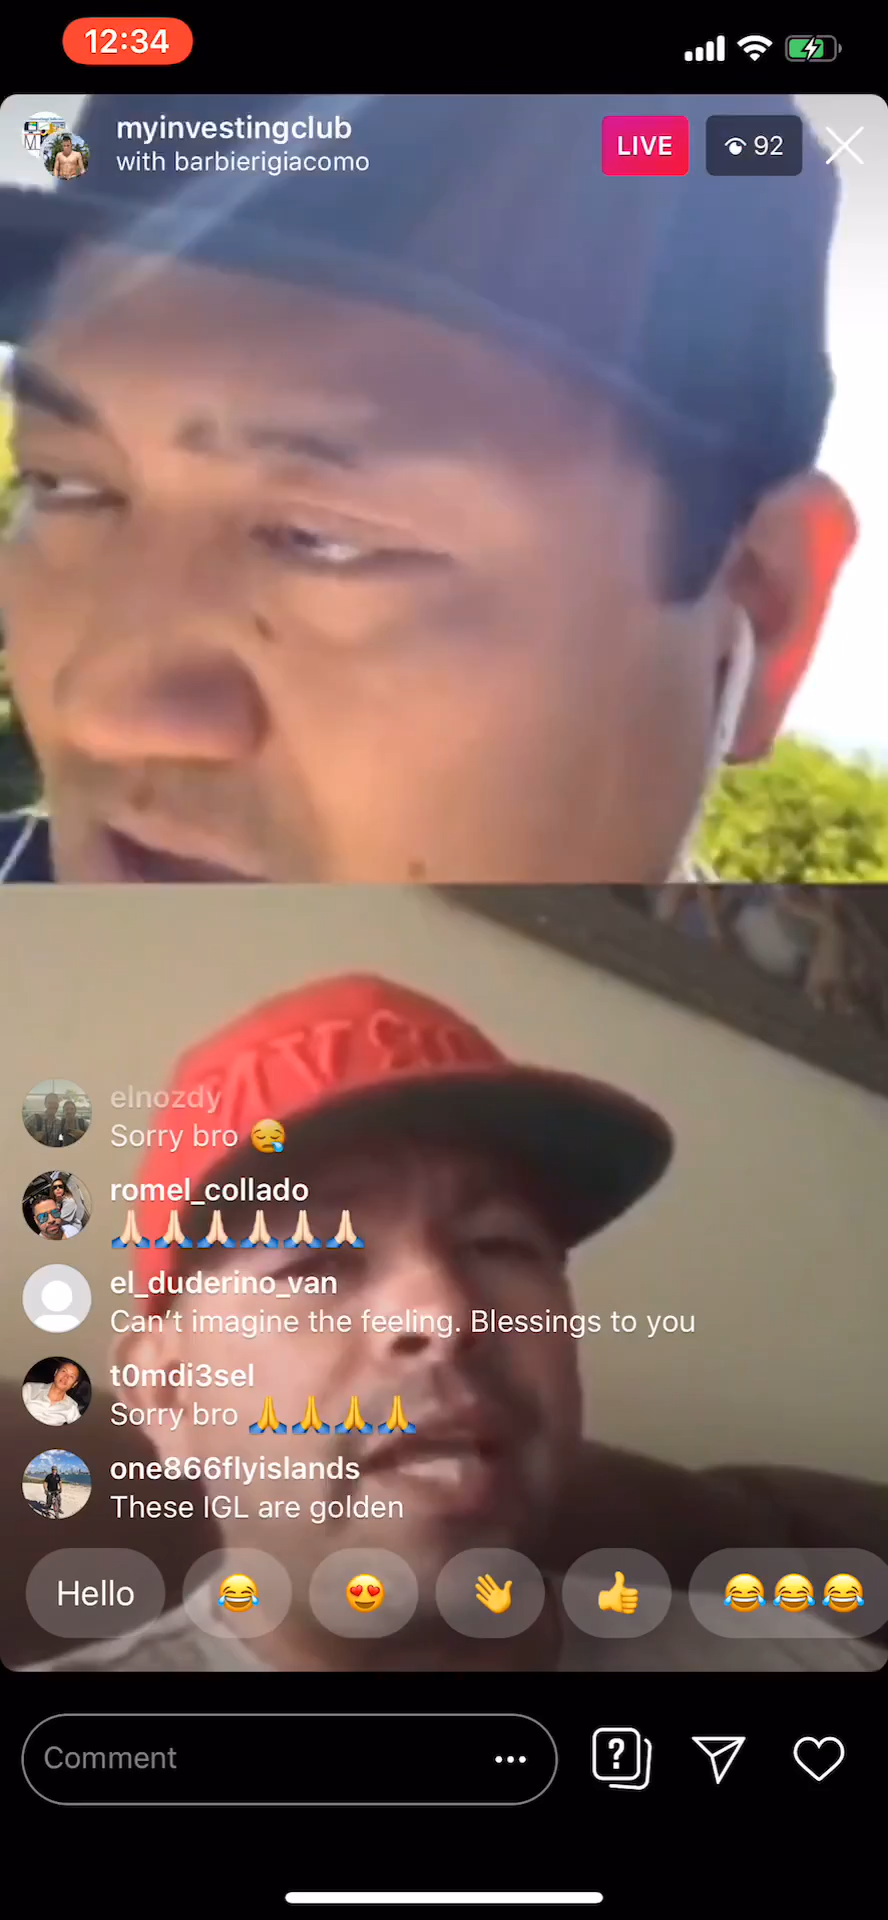 12:34
myinvestingclub
with barbierigiacomo
LIVE
92
elnozdy
Sorry bro 😪
romel_collado
🙏🏻🙏🏻🙏🏻🙏🏻🙏🏻🙏🏻
el_duderino_van
Can't imagine the feeling. Blessings to you
t0mdi3sel
Sorry bro 🙏🙏🙏🙏
one866flyislands
These IGL are golden
Hello 😂 😍 👋 👍 😂😂😂
Comment